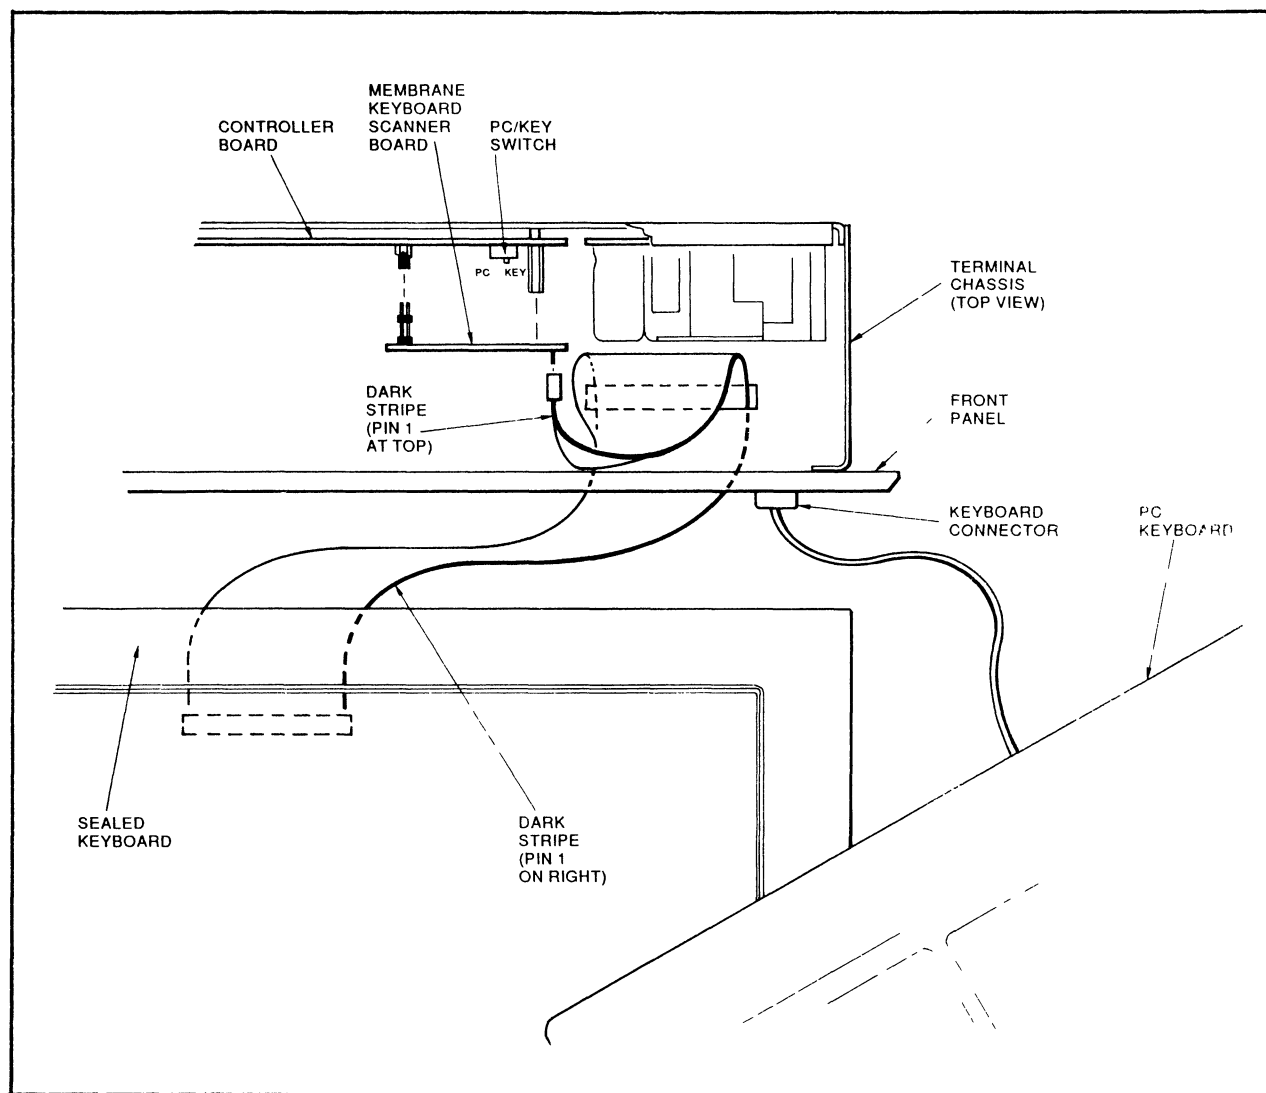 MEMBRANE
KEYBOARD
SCANNER
BOARD
CONTROLLER
BOARD
PC/KEY
SWITCH
PC KEY
TERMINAL
CHASSIS
(TOP VIEW)
DARK
STRIPE
(PIN 1
AT TOP)
FRONT
PANEL
KEYBOARD
CONNECTOR
PC
KEYBOARD
SEALED
KEYBOARD
DARK
STRIPE
(PIN 1
ON RIGHT)